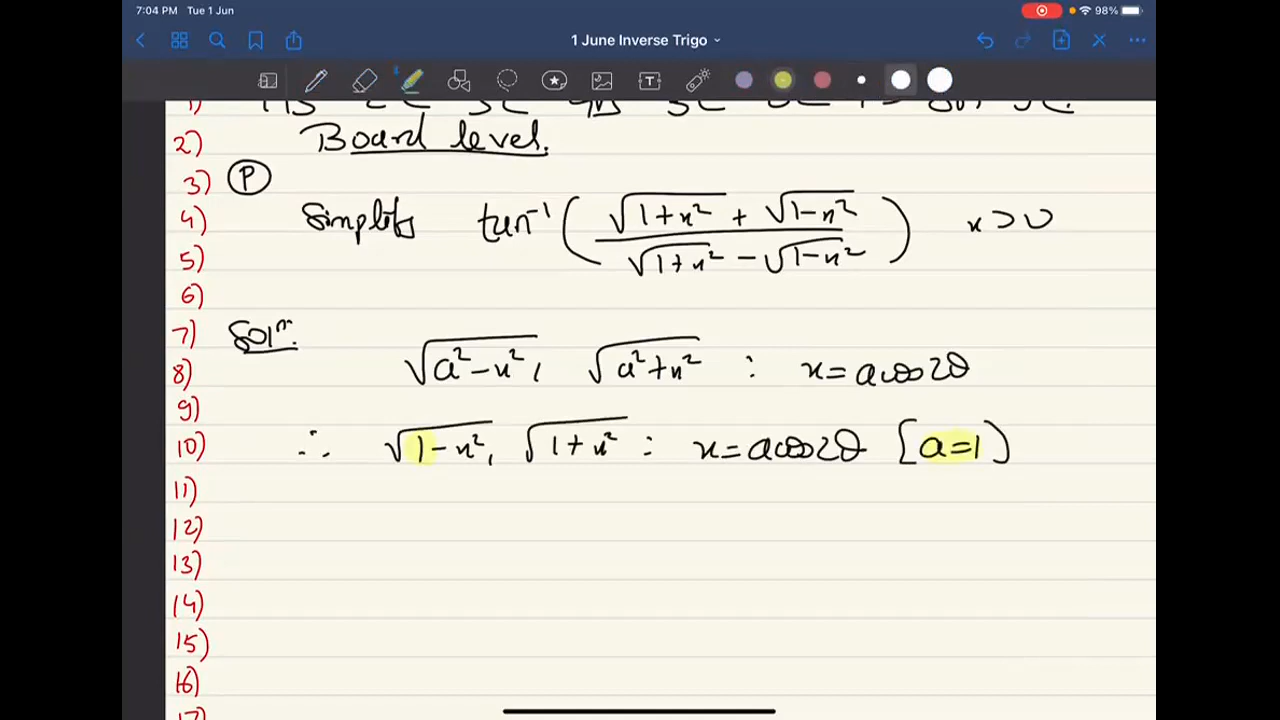 7:04 PM Tue 1 Jun 98%
1 June Inverse Trigo
1)
2) Board level.
3) P
4) Simplify tan⁻¹ ( (√1+x² + √1-x²) / (√1+x² - √1-x²) ) x > 0
5)
6)
7) Solⁿ.
8) √a²-x², √a²+x² : x = a cos2θ
9)
10) ∴ √1-x², √1+x² : x = a cos2θ [a=1]
11)
12)
13)
14)
15)
16)
17)